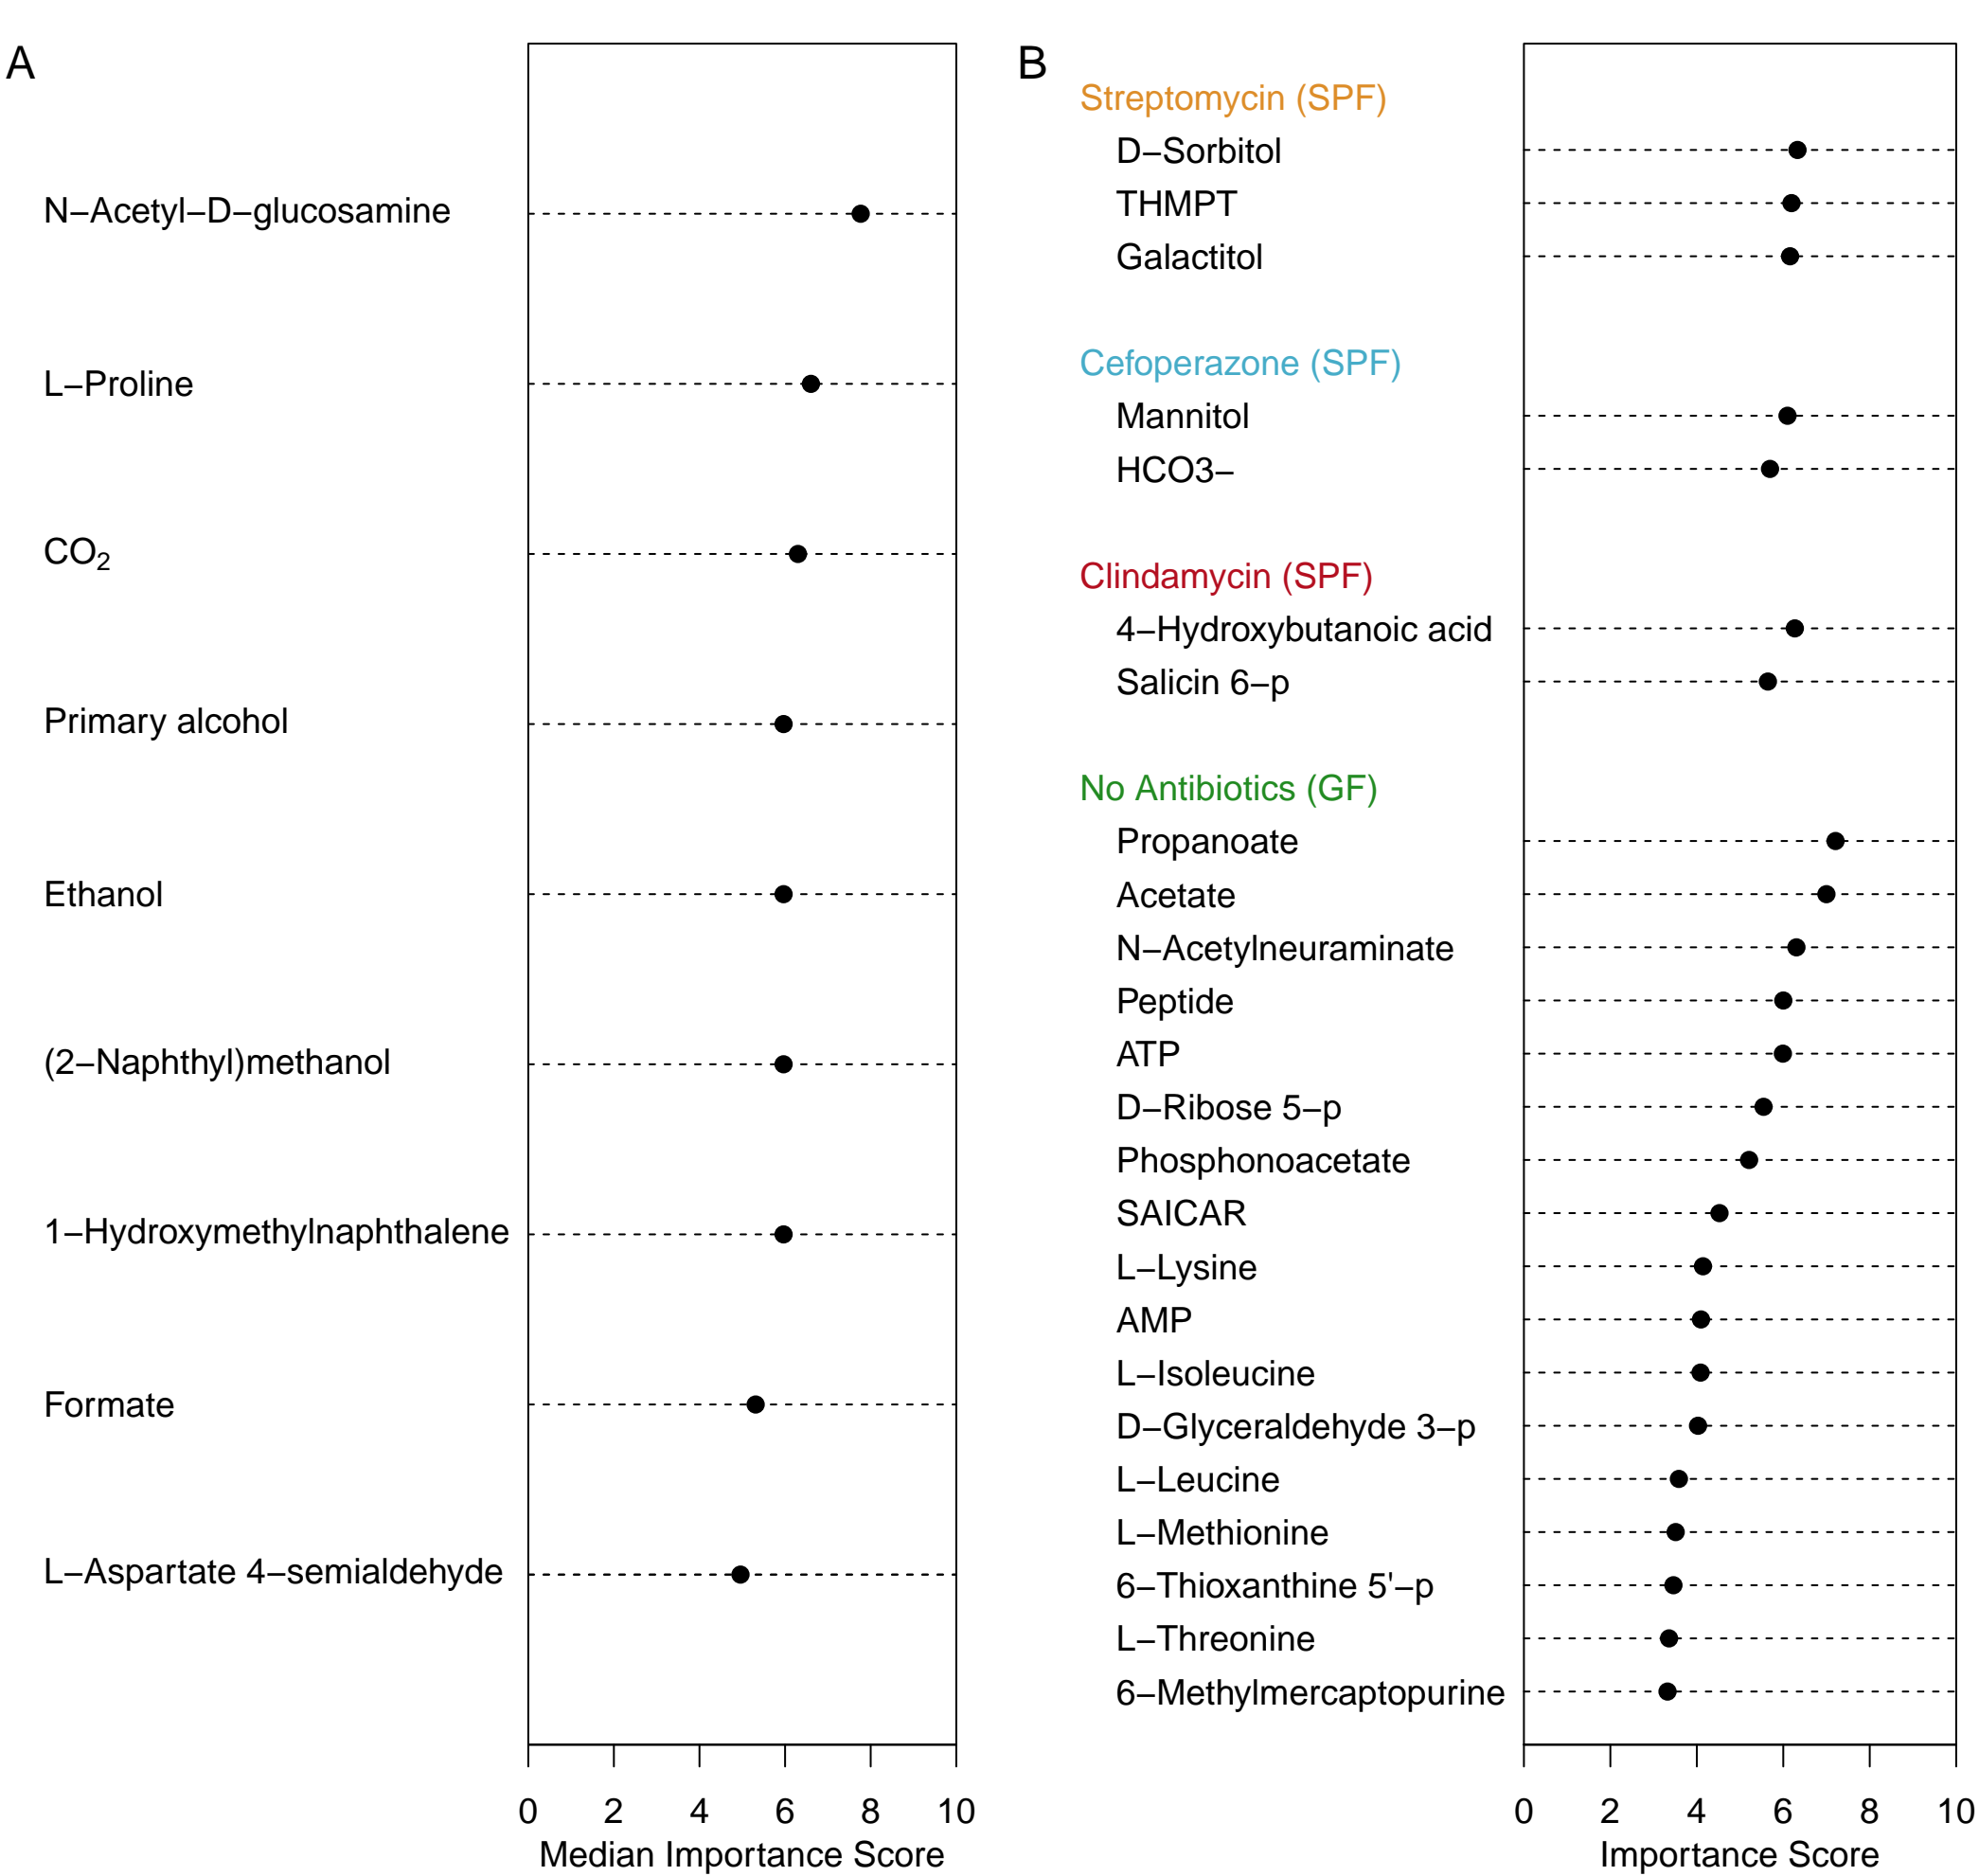 A
N−Acetyl−D−glucosamine
L−Proline
CO₂
Primary alcohol
Ethanol
(2−Naphthyl)methanol
1−Hydroxymethylnaphthalene
Formate
L−Aspartate 4−semialdehyde
0 2 4 6 8 10
Median Importance Score
B
Streptomycin (SPF)
D−Sorbitol
THMPT
Galactitol
Cefoperazone (SPF)
Mannitol
HCO3−
Clindamycin (SPF)
4−Hydroxybutanoic acid
Salicin 6−p
No Antibiotics (GF)
Propanoate
Acetate
N−Acetylneuraminate
Peptide
ATP
D−Ribose 5−p
Phosphonoacetate
SAICAR
L−Lysine
AMP
L−Isoleucine
D−Glyceraldehyde 3−p
L−Leucine
L−Methionine
6−Thioxanthine 5'−p
L−Threonine
6−Methylmercaptopurine
0 2 4 6 8 10
Importance Score